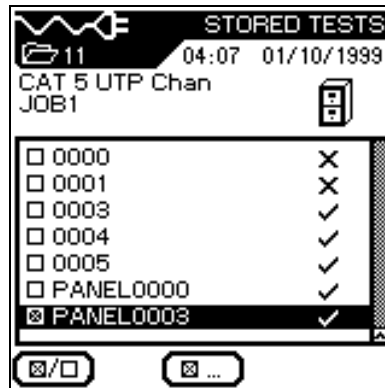 STORED TESTS
11 04:07 01/10/1999
CAT 5 UTP Chan
JOB1
0000
0001
0003
0004
0005
PANEL0000
PANEL0003
/
...